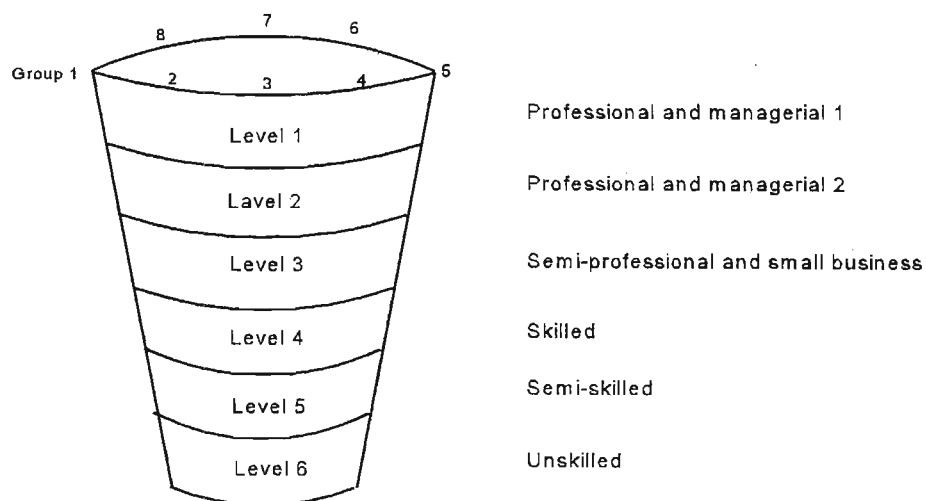 7
8
6
Group 1
5
2
3
4
Professional and managerial 1
Level 1
Professional and managerial 2
Lavel 2
Level 3
Semi-professional and small business
Level 4
Skilled
Semi-skilled
Level 5
Level 6
Unskilled